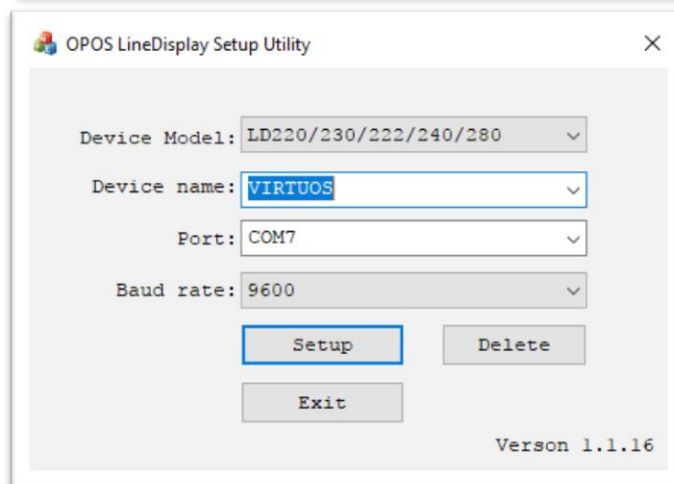 OPOS LineDisplay Setup Utility
Device Model: LD220/230/222/240/280
Device name: VIRTUOS
Port: COM7
Baud rate: 9600
Setup Delete
Exit
Verson 1.1.16